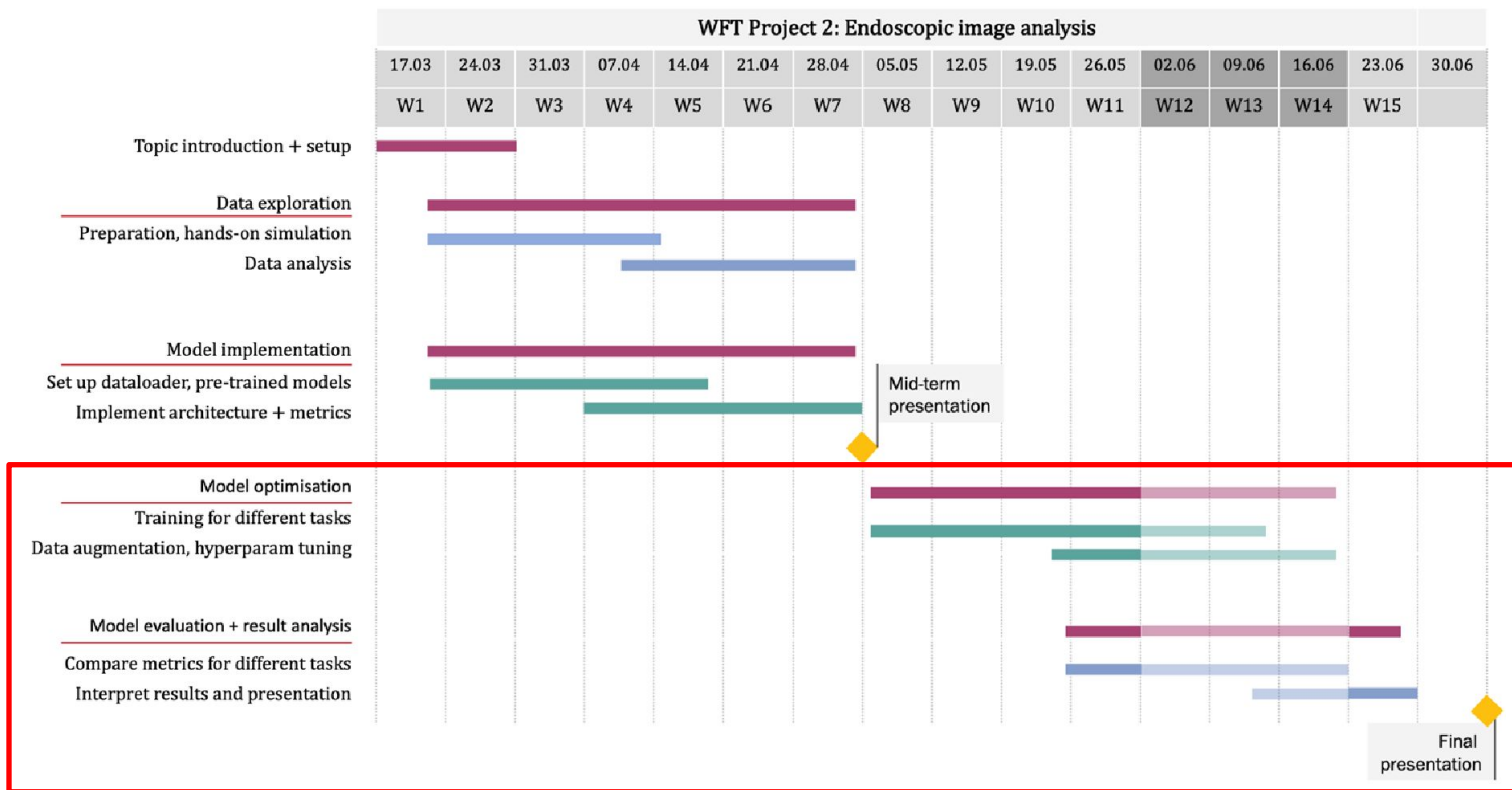 WFT Project 2: Endoscopic image analysis
17.03 24.03 31.03 07.04 14.04 21.04 28.04 05.05 12.05 19.05 26.05 02.06 09.06 16.06 23.06 30.06
W1 W2 W3 W4 W5 W6 W7 W8 W9 W10 W11 W12 W13 W14 W15
Topic introduction + setup
Data exploration
Preparation, hands-on simulation
Data analysis
Model implementation
Set up dataloader, pre-trained models
Implement architecture + metrics
Mid-term
presentation
Model optimisation
Training for different tasks
Data augmentation, hyperparam tuning
Model evaluation + result analysis
Compare metrics for different tasks
Interpret results and presentation
Final
presentation